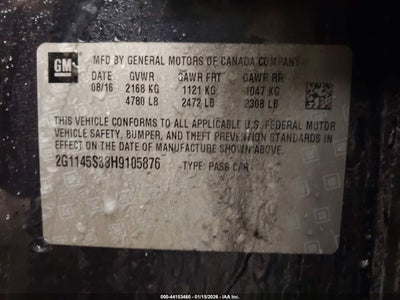 GM
MFD BY GENERAL MOTORS OF CANADA COMPANY
DATE GVWR GAWR FRT GAWR RR
08/16 2168 KG 1121 KG 1047 KG
4780 LB 2472 LB 2308 LB
THIS VEHICLE CONFORMS TO ALL APPLICABLE U.S. FEDERAL MOTOR
VEHICLE SAFETY, BUMPER, AND THEFT PREVENTION STANDARDS IN
EFFECT ON THE DATE OF MANUFACTURE SHOWN ABOVE.
2G1145S38H9105876 TYPE: PASS CAR
000-44153460 - 01/15/2026 - IAA Inc.